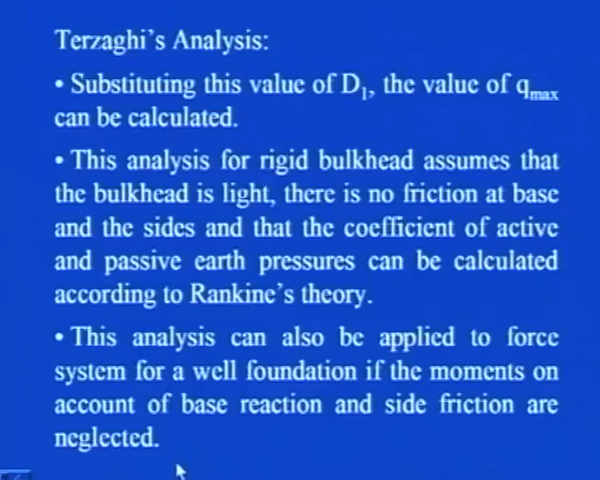 Terzaghi's Analysis:
• Substituting this value of D₁, the value of qmax
can be calculated.
• This analysis for rigid bulkhead assumes that
the bulkhead is light, there is no friction at base
and the sides and that the coefficient of active
and passive earth pressures can be calculated
according to Rankine's theory.
• This analysis can also be applied to force
system for a well foundation if the moments on
account of base reaction and side friction are
neglected.